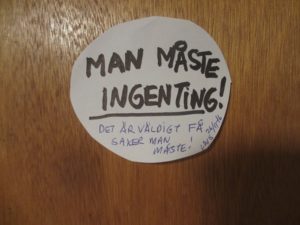 MAN MÅSTE
INGENTING!
DET ÄR VÄLDIGT FÅ
SAKER MAN
MÅSTE!